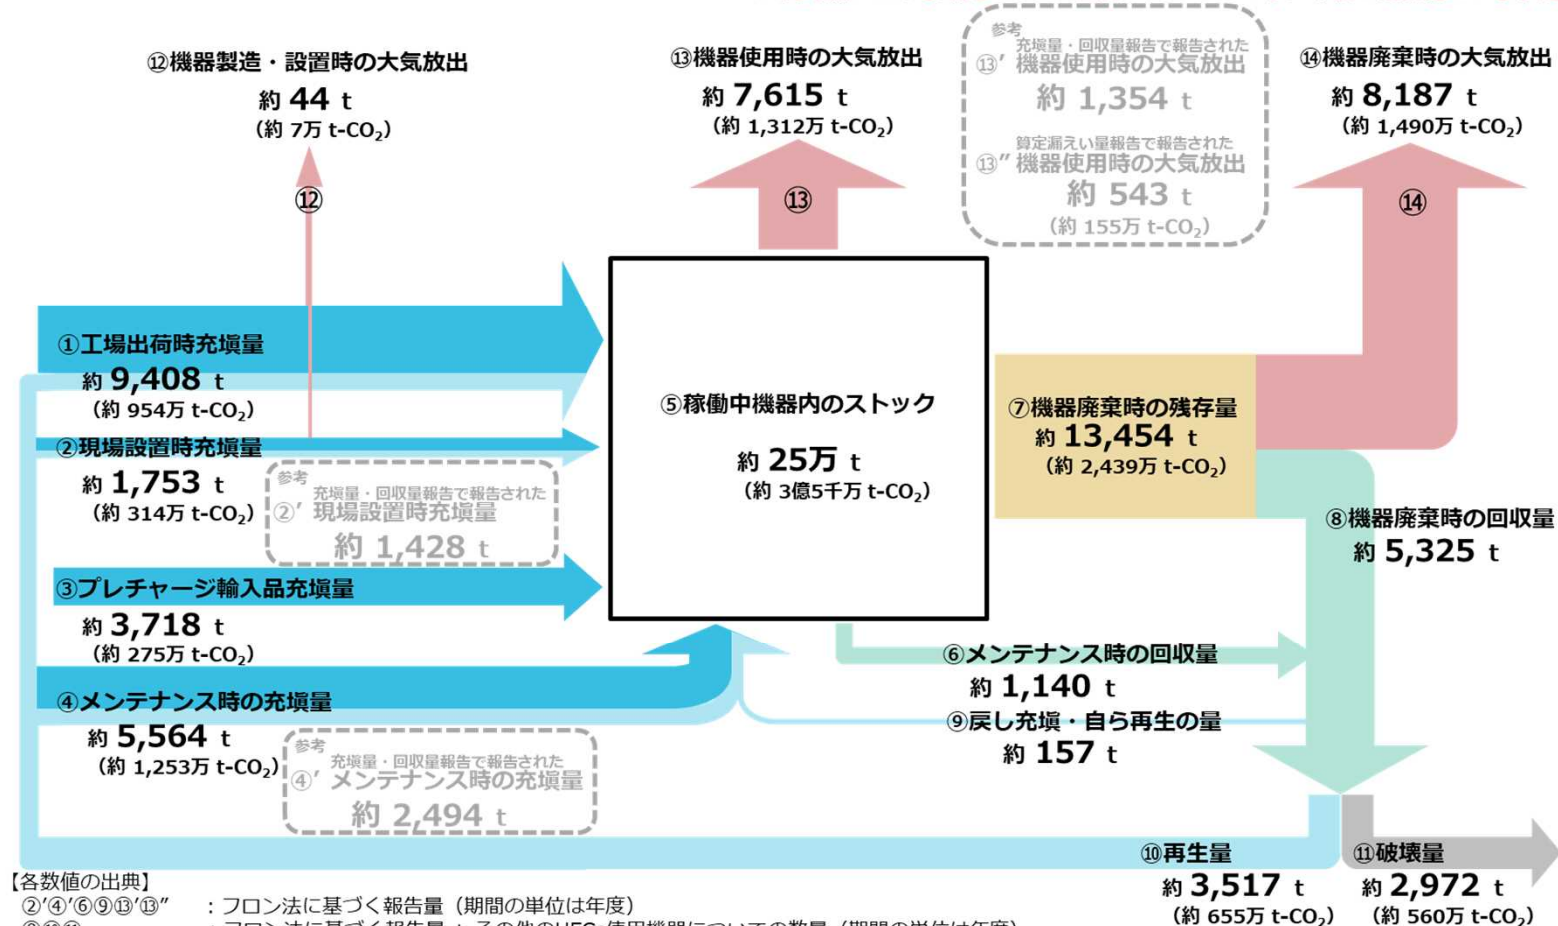 ⑫機器製造・設置時の大気放出
約 44 t
（約 7万 t-CO₂）
⑫
⑬機器使用時の大気放出
約 7,615 t
（約 1,312万 t-CO₂）
⑬
参考
充塡量・回収量報告で報告された
⑬′ 機器使用時の大気放出
約 1,354 t
算定漏えい量報告で報告された
⑬″ 機器使用時の大気放出
約 543 t
（約 155万 t-CO₂）
⑭機器廃棄時の大気放出
約 8,187 t
（約 1,490万 t-CO₂）
⑭
①工場出荷時充塡量
約 9,408 t
（約 954万 t-CO₂）
②現場設置時充塡量
約 1,753 t
（約 314万 t-CO₂）
参考
充塡量・回収量報告で報告された
②′ 現場設置時充塡量
約 1,428 t
③プレチャージ輸入品充塡量
約 3,718 t
（約 275万 t-CO₂）
④メンテナンス時の充塡量
約 5,564 t
（約 1,253万 t-CO₂）
参考
充塡量・回収量報告で報告された
④′ メンテナンス時の充塡量
約 2,494 t
⑤稼働中機器内のストック
約 25万 t
（約 3億5千万 t-CO₂）
⑦機器廃棄時の残存量
約 13,454 t
（約 2,439万 t-CO₂）
⑧機器廃棄時の回収量
約 5,325 t
⑥メンテナンス時の回収量
約 1,140 t
⑨戻し充塡・自ら再生の量
約 157 t
⑩再生量
約 3,517 t
（約 655万 t-CO₂）
⑪破壊量
約 2,972 t
（約 560万 t-CO₂）
【各数値の出典】
②′④′⑥⑨⑬′⑬″ ：フロン法に基づく報告量（期間の単位は年度）